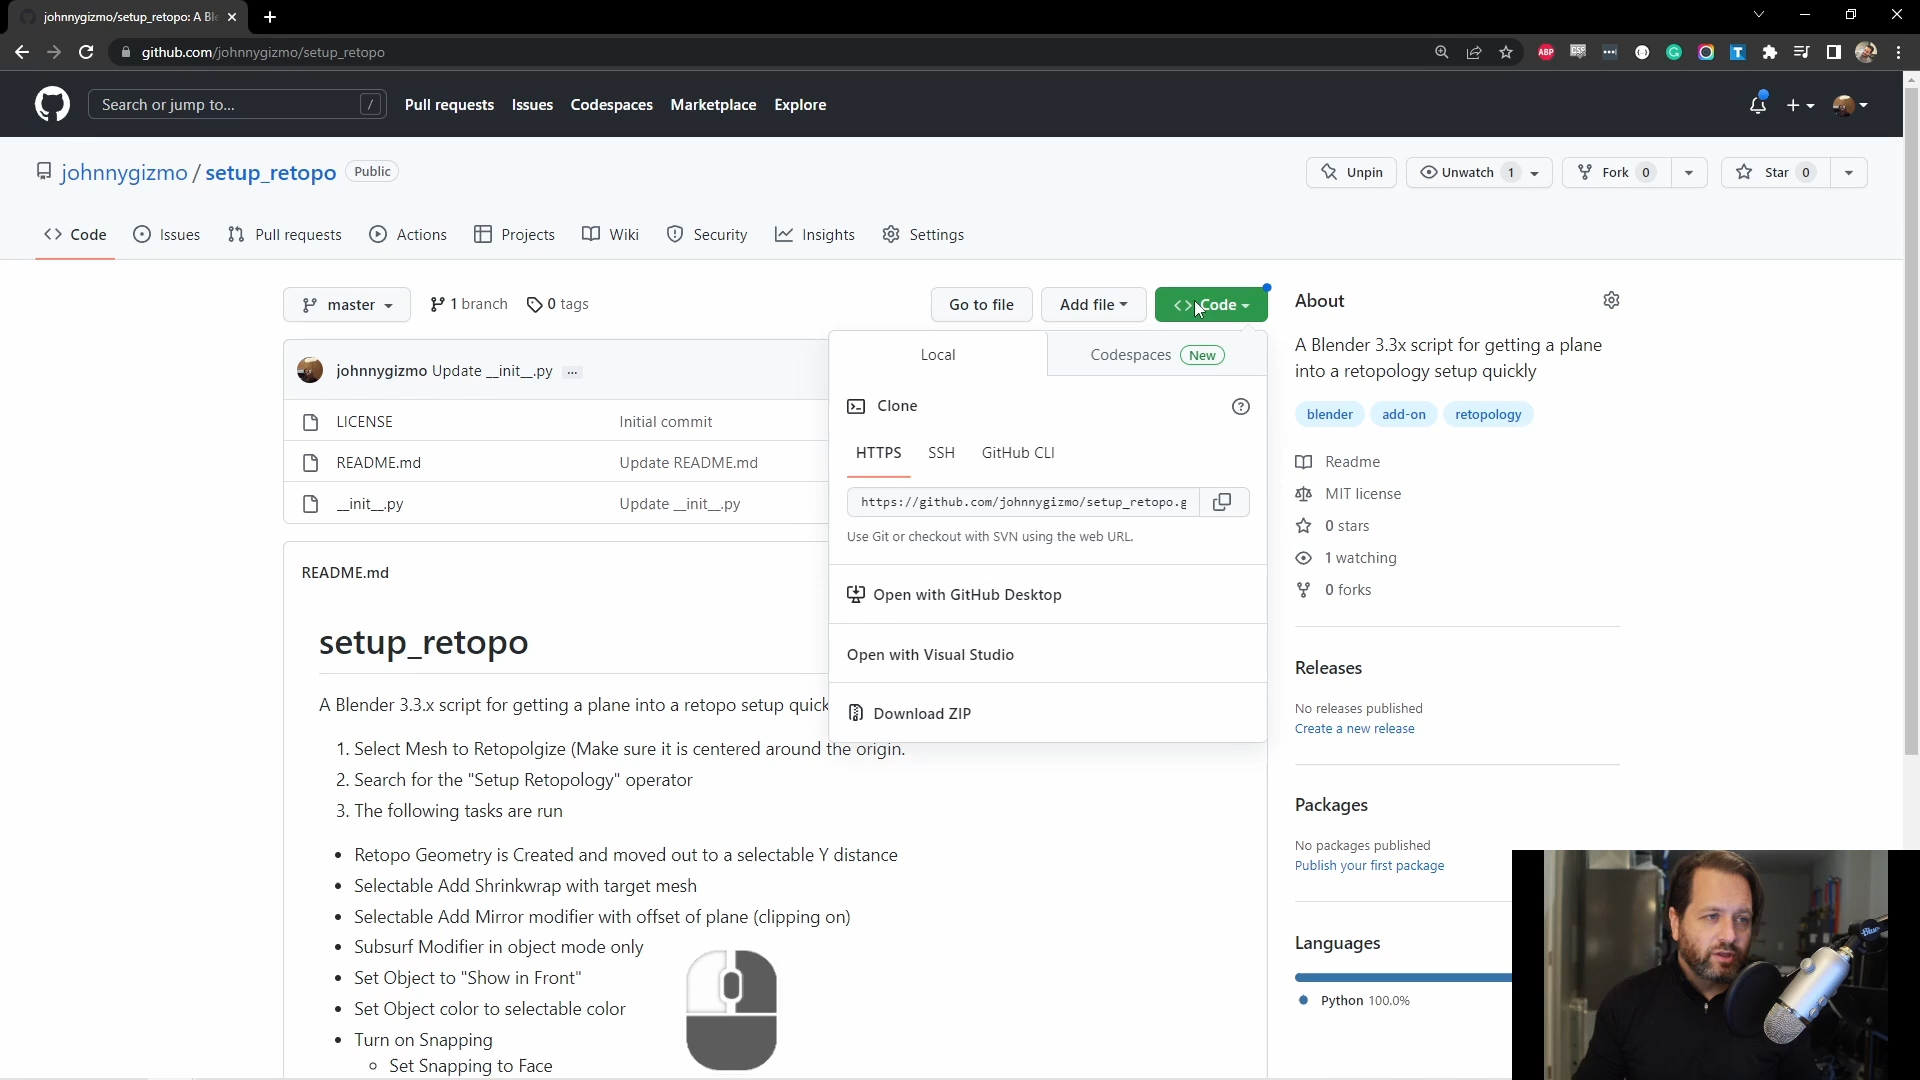 johnnygizmo/setup_retopo: A Ble
github.com/johnnygizmo/setup_retopo
ABP
T
Search or jump to...
/
Pull requests
Issues
Codespaces
Marketplace
Explore
johnnygizmo / setup_retopo
Public
Unpin
Unwatch 1
Fork 0
Star 0
Code
Issues
Pull requests
Actions
Projects
Wiki
Security
Insights
Settings
master
1 branch
0 tags
Go to file
Add file
Code
johnnygizmo Update __init__.py ...
LICENSE
Initial commit
README.md
Update README.md
__init__.py
Update __init__.py
Local
Codespaces New
Clone
HTTPS
SSH
GitHub CLI
https://github.com/johnnygizmo/setup_retopo.g
Use Git or checkout with SVN using the web URL.
Open with GitHub Desktop
Open with Visual Studio
Download ZIP
README.md
setup_retopo
A Blender 3.3.x script for getting a plane into a retopo setup quick
1. Select Mesh to Retopolgize (Make sure it is centered around the origin.
2. Search for the "Setup Retopology" operator
3. The following tasks are run
• Retopo Geometry is Created and moved out to a selectable Y distance
• Selectable Add Shrinkwrap with target mesh
• Selectable Add Mirror modifier with offset of plane (clipping on)
• Subsurf Modifier in object mode only
• Set Object to "Show in Front"
• Set Object color to selectable color
• Turn on Snapping
◦ Set Snapping to Face
About
A Blender 3.3x script for getting a plane
into a retopology setup quickly
blender
add-on
retopology
Readme
MIT license
0 stars
1 watching
0 forks
Releases
No releases published
Create a new release
Packages
No packages published
Publish your first package
Languages
Python 100.0%
Blue